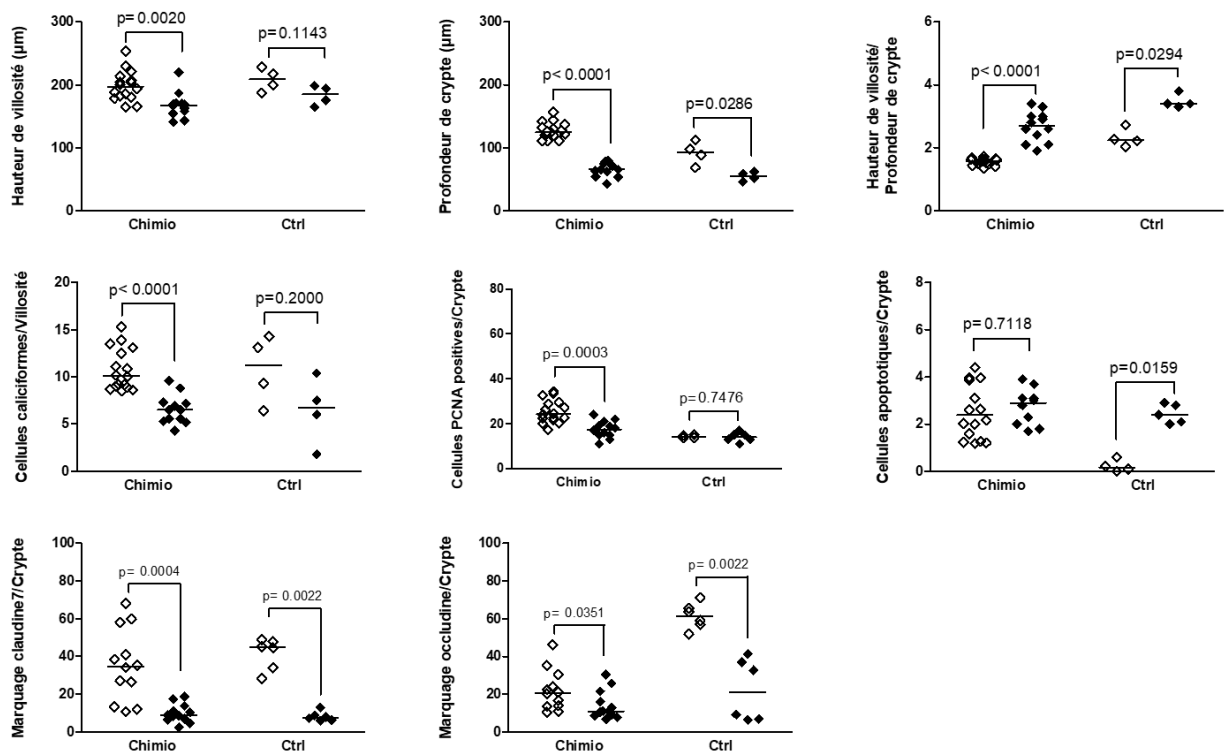 Hauteur de villosité (µm)
300
200
100
0
p= 0.0020
p=0.1143
Chimio
Ctrl
Profondeur de crypte (µm)
300
200
100
0
p< 0.0001
p=0.0286
Chimio
Ctrl
Hauteur de villosité/
Profondeur de crypte
6
4
2
0
p< 0.0001
p=0.0294
Chimio
Ctrl
Cellules caliciformes/Villosité
20
15
10
5
0
p< 0.0001
p=0.2000
Chimio
Ctrl
Cellules PCNA positives/Crypte
80
60
40
20
0
p= 0.0003
p=0.7476
Chimio
Ctrl
Cellules apoptotiques/Crypte
8
6
4
2
0
p=0.7118
p=0.0159
Chimio
Ctrl
Marquage claudine7/Crypte
100
80
60
40
20
0
p= 0.0004
p= 0.0022
Chimio
Ctrl
Marquage occludine/Crypte
100
80
60
40
20
0
p= 0.0351
p= 0.0022
Chimio
Ctrl